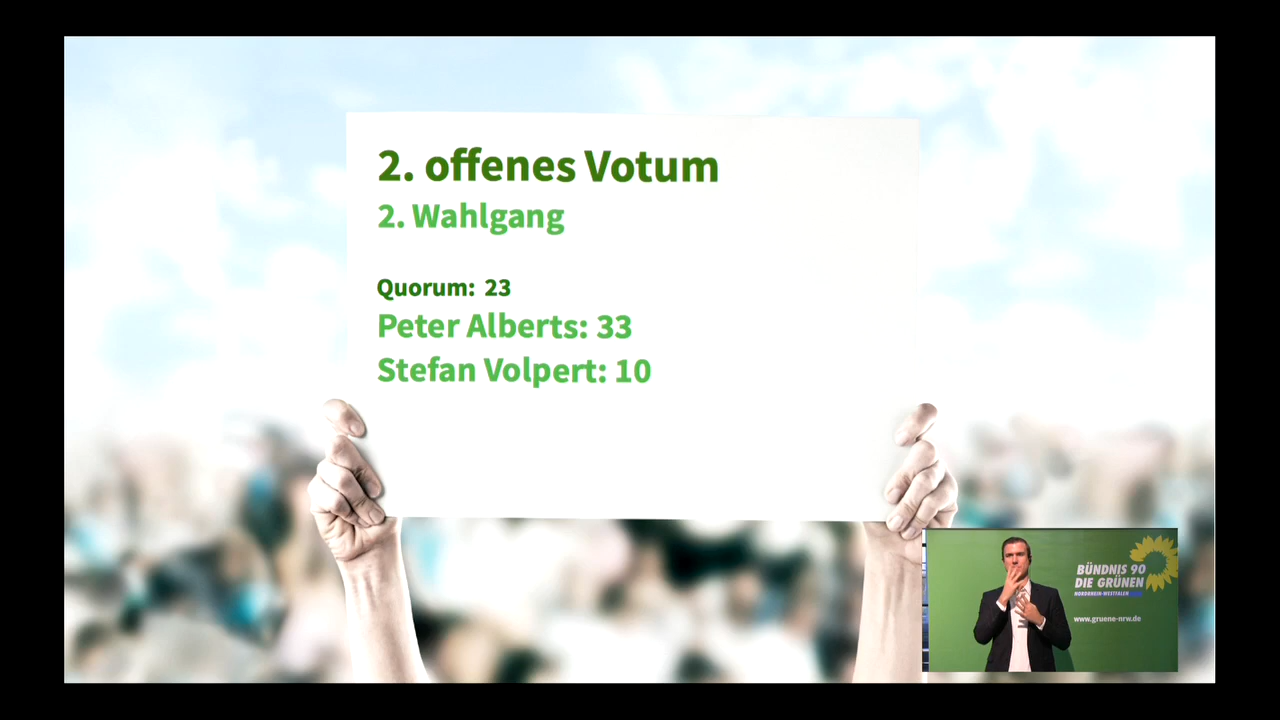 2. offenes Votum
2. Wahlgang
Quorum: 23
Peter Alberts: 33
Stefan Volpert: 10
BÜNDNIS 90
DIE GRÜNEN
NORDRHEIN-WESTFALEN
www.gruene-nrw.de